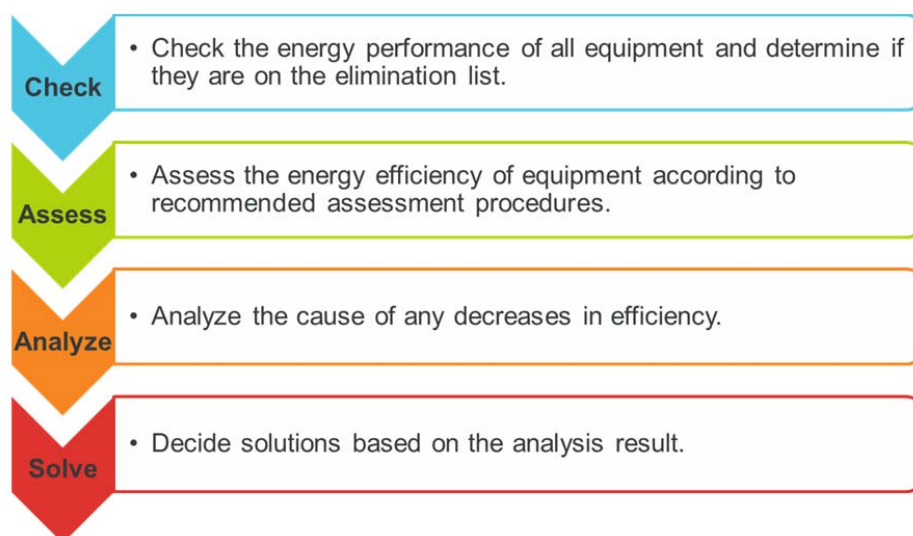 Check
• Check the energy performance of all equipment and determine if
they are on the elimination list.
Assess
• Assess the energy efficiency of equipment according to
recommended assessment procedures.
Analyze
• Analyze the cause of any decreases in efficiency.
Solve
• Decide solutions based on the analysis result.